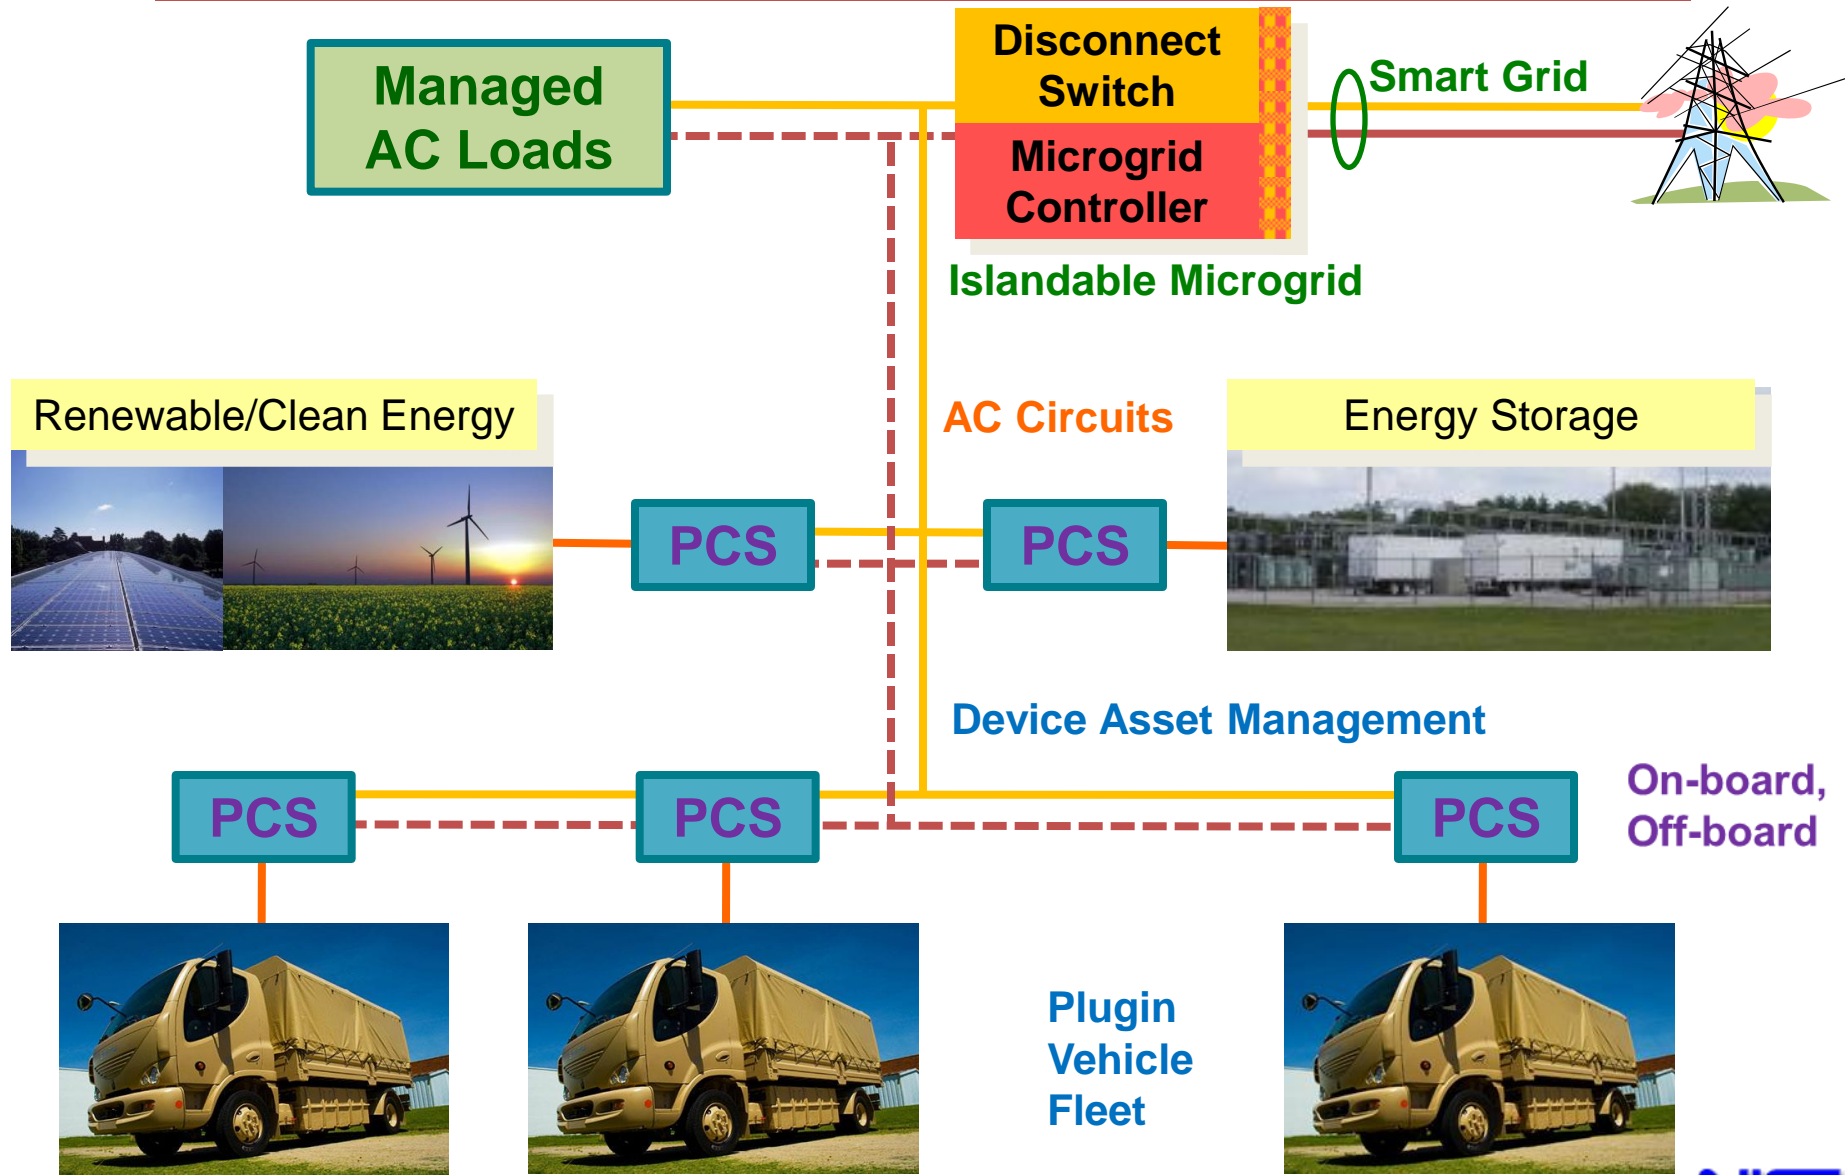 Managed
AC Loads
Disconnect
Switch
Microgrid
Controller
Smart Grid
Islandable Microgrid
Renewable/Clean Energy
AC Circuits
Energy Storage
PCS
PCS
Device Asset Management
PCS
PCS
PCS
On-board,
Off-board
Plugin
Vehicle
Fleet